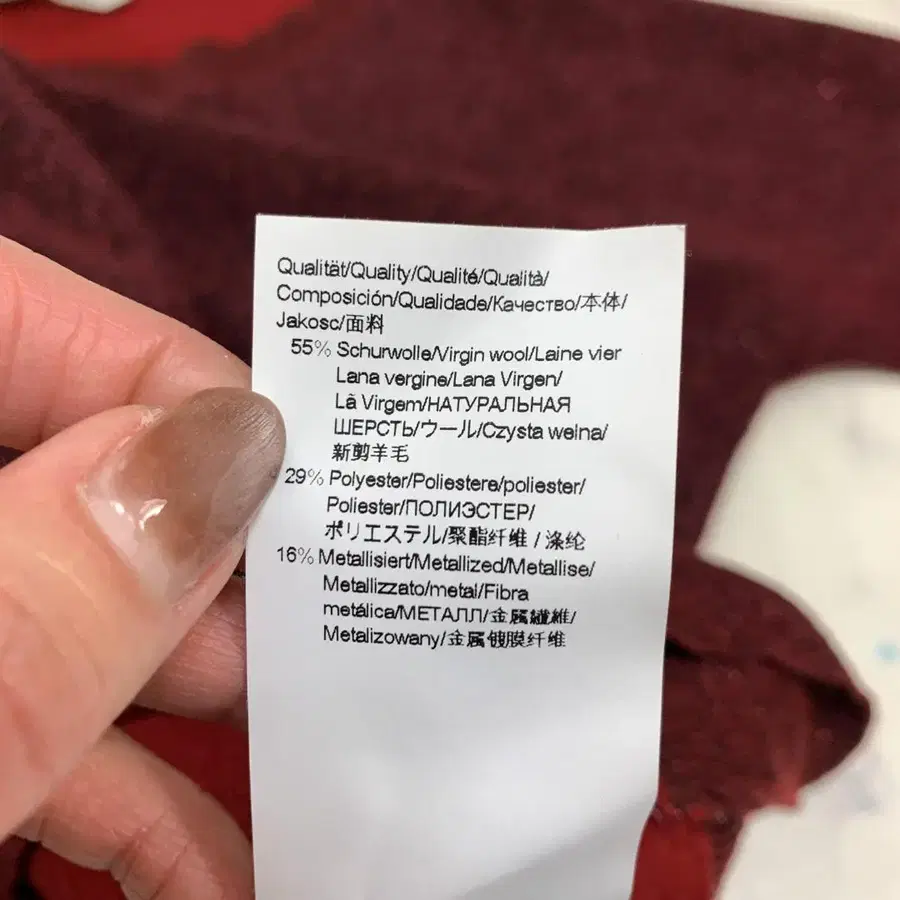 Qualität/Quality/Qualité/Qualità/
Composición/Qualidade/Качество/本体/
Jakosc/面料
55% Schurwolle/Virgin wool/Laine vier
Lana vergine/Lana Virgen/
Lã Virgem/НАТУРАЛЬНАЯ
ШЕРСТЬ/ウール/Czysta welna/
新剪羊毛
29% Polyester/Poliestere/poliester/
Poliester/ПОЛИЭСТЕР/
ポリエステル/聚酯纤维 / 涤纶
16% Metallisiert/Metallized/Metallise/
Metallizzato/metal/Fibra
metálica/МЕТАЛЛ/金属繊維/
Metalizowany/金属镀膜纤维